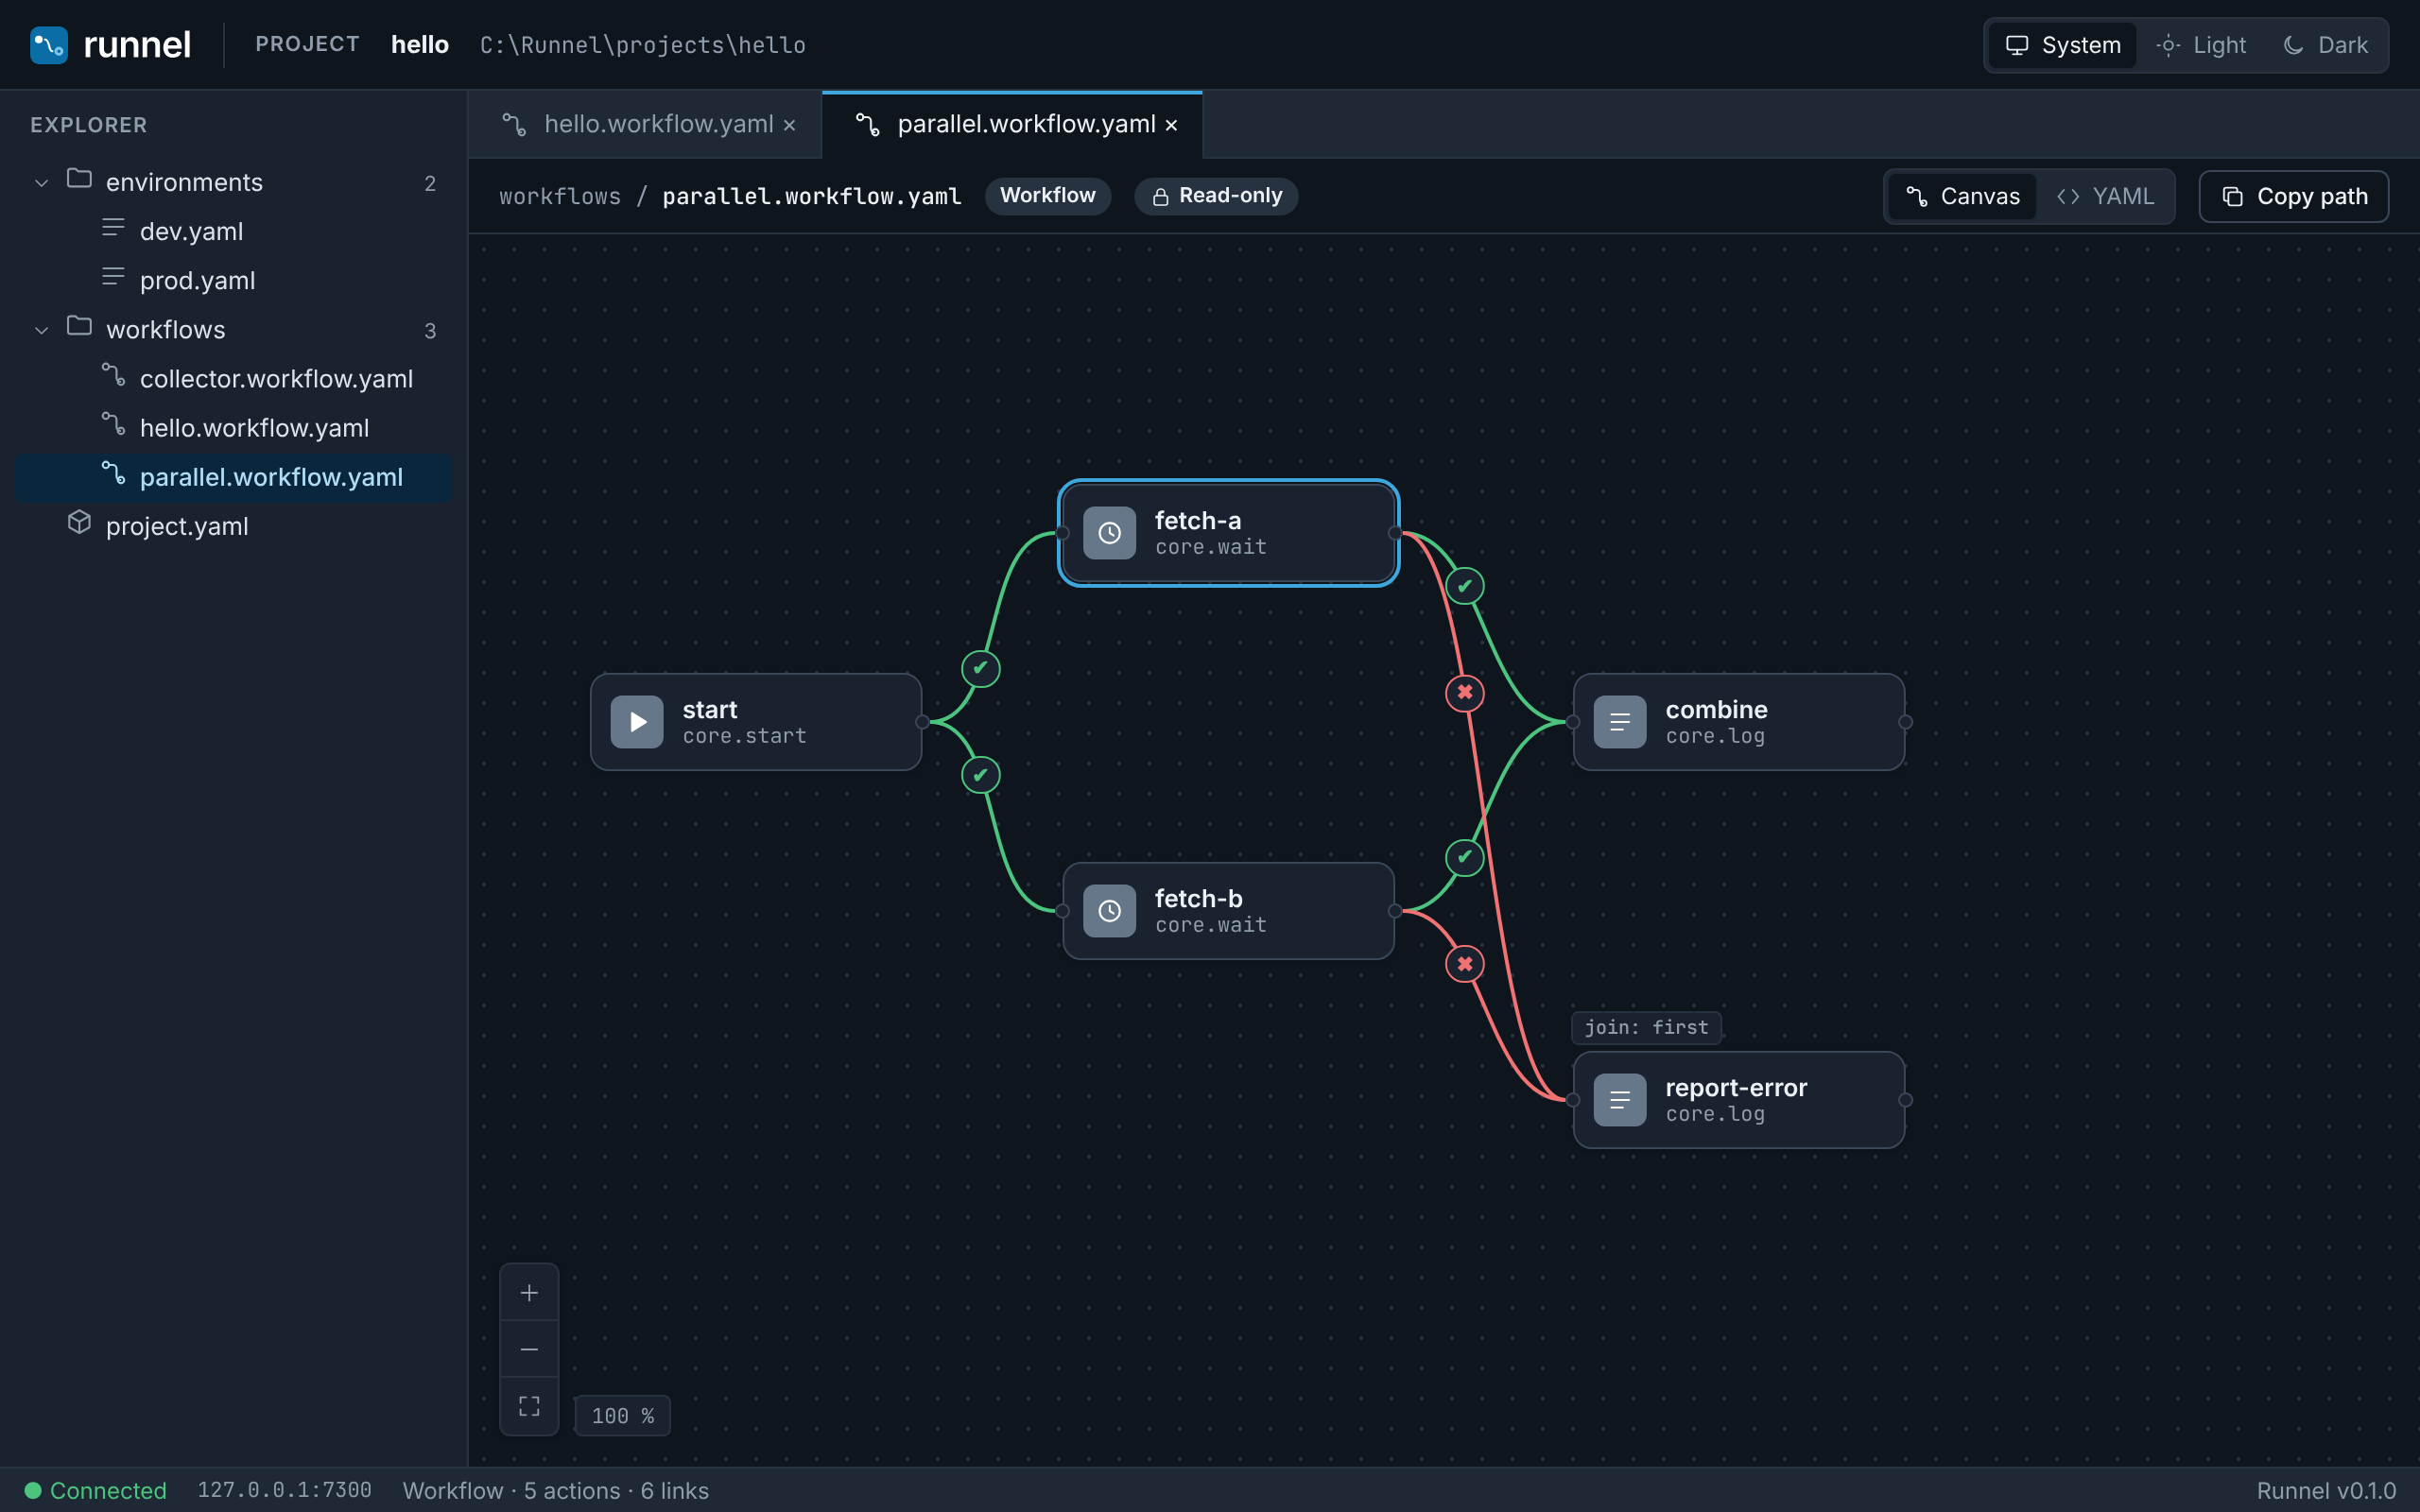 runnel PROJECT hello C:\Runnel\projects\hello System Light Dark
EXPLORER
environments 2
dev.yaml
prod.yaml
workflows 3
collector.workflow.yaml
hello.workflow.yaml
parallel.workflow.yaml
project.yaml
hello.workflow.yaml × parallel.workflow.yaml ×
workflows / parallel.workflow.yaml Workflow Read-only Canvas YAML Copy path
fetch-a
core.wait
start
core.start
combine
core.log
fetch-b
core.wait
join: first
report-error
core.log
100 %
Connected 127.0.0.1:7300 Workflow · 5 actions · 6 links Runnel v0.1.0